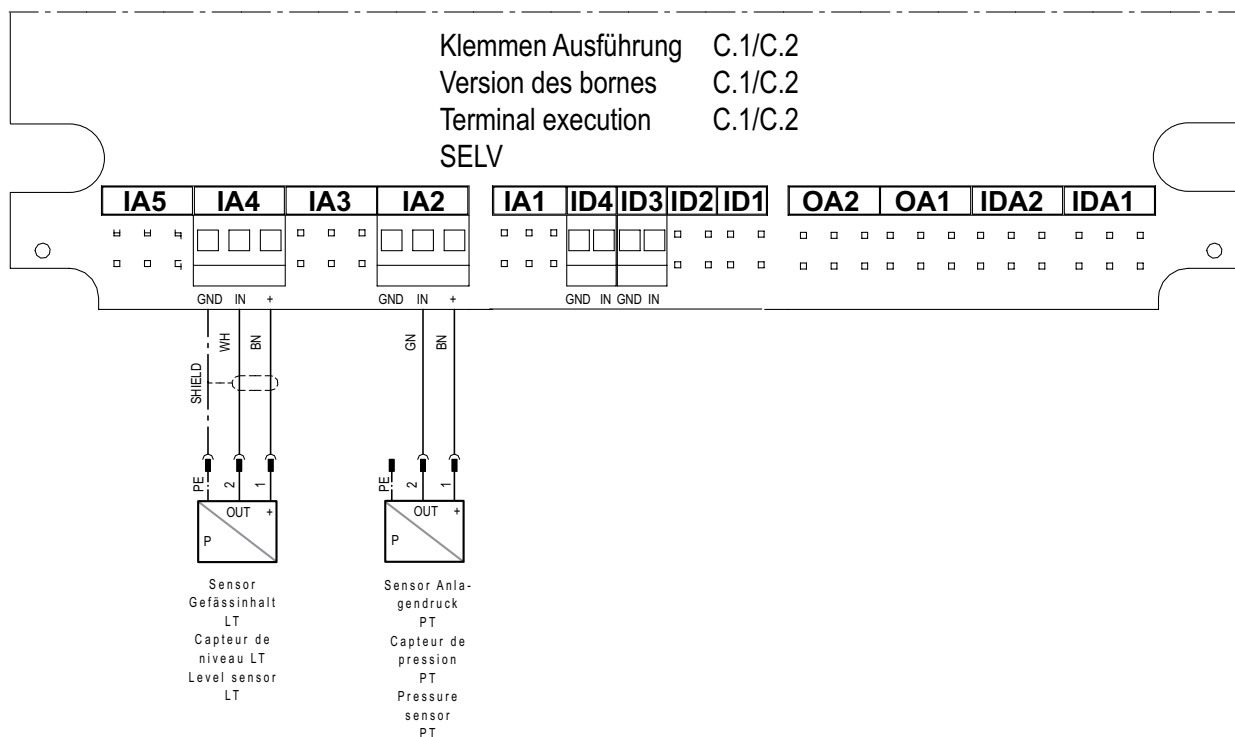 Klemmen Ausführung C.1/C.2
Version des bornes C.1/C.2
Terminal execution C.1/C.2
SELV
IA5 IA4 IA3 IA2 IA1 ID4 ID3 ID2 ID1 OA2 OA1 IDA2 IDA1
GND IN + GND IN + GND IN GND IN
SHIELD WH BN GN BN
PE 2 1 PE 2 1
OUT + OUT +
P P
Sensor
Gefässinhalt
LT
Capteur de
niveau LT
Level sensor
LT
Sensor Anla-
gendruck
PT
Capteur de
pression
PT
Pressure
sensor
PT